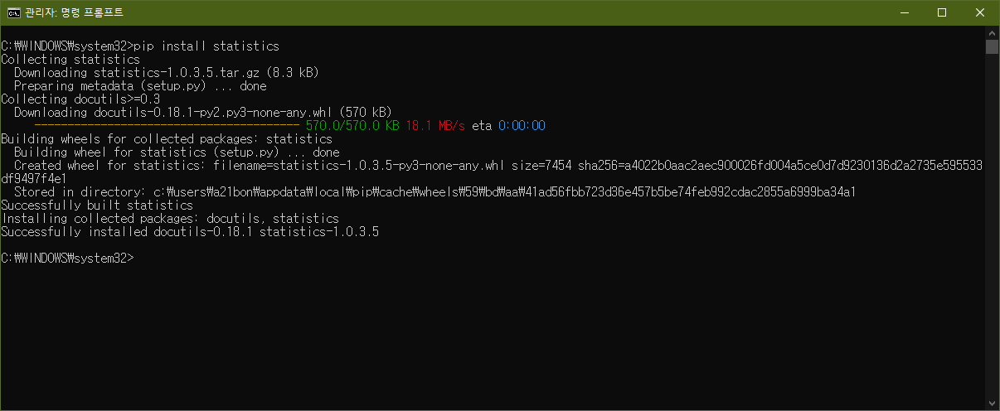 관리자: 명령 프롬프트
C:\WINDOWS\system32>pip install statistics
Collecting statistics
  Downloading statistics-1.0.3.5.tar.gz (8.3 kB)
  Preparing metadata (setup.py) ... done
Collecting docutils>=0.3
  Downloading docutils-0.18.1-py2.py3-none-any.whl (570 kB)
     ---------------------------------------- 570.0/570.0 KB 18.1 MB/s eta 0:00:00
Building wheels for collected packages: statistics
  Building wheel for statistics (setup.py) ... done
  Created wheel for statistics: filename=statistics-1.0.3.5-py3-none-any.whl size=7454 sha256=a4022b0aac2aec900026fd004a5ce0d7d9230136d2a2735e595533
df9497f4e1
  Stored in directory: c:₩users₩a21bon₩appdata₩local₩pip₩cache₩wheels₩59₩bd₩aa₩41ad56fbb723d36e457b5be74feb992cdac2855a6999ba34a1
Successfully built statistics
Installing collected packages: docutils, statistics
Successfully installed docutils-0.18.1 statistics-1.0.3.5
C:₩WINDOWS₩system32>